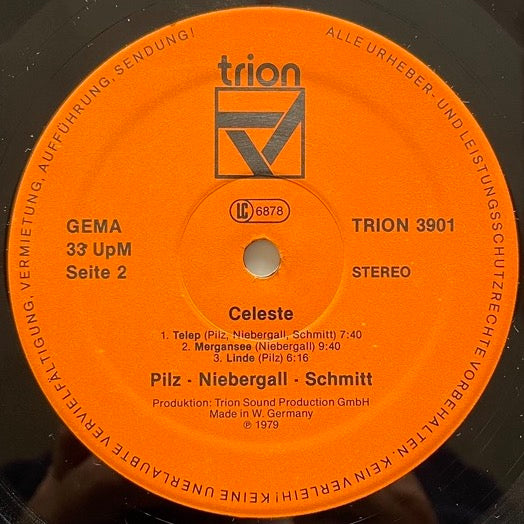 ALLE URHEBER- UND LEISTUNGSSCHUTZRECHTE VORBEHALTEN. KEIN VERLEIH! KEINE UNERLAUBTE VERVIELFÄLTIGUNG, VERMIETUNG, AUFFÜHRUNG, SENDUNG!
trion
LC 6878
GEMA
33 UpM
Seite 2
TRION 3901
STEREO
Celeste
1. Telep (Pilz, Niebergall, Schmitt) 7:40
2. Mergansee (Niebergall) 9:40
3. Linde (Pilz) 6:16
Pilz - Niebergall - Schmitt
Produktion: Trion Sound Production GmbH
Made in W. Germany
℗ 1979